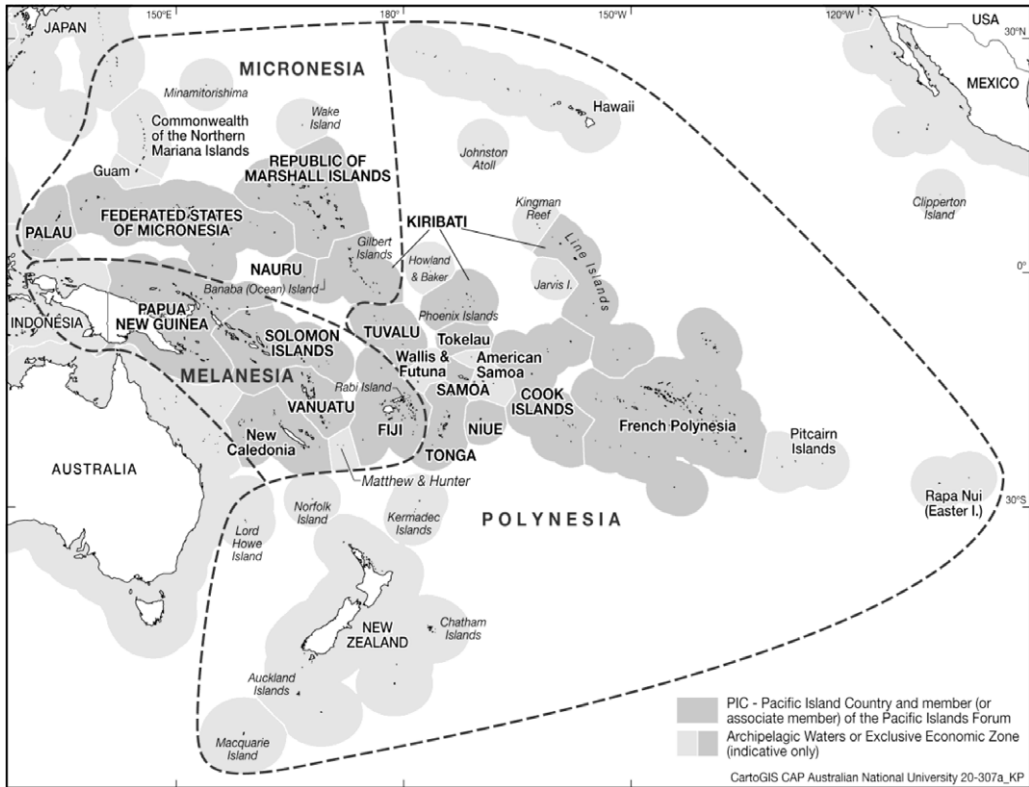 150°E
180°
150°W
120°W
JAPAN
USA
30°N
MICRONESIA
MEXICO
Minamitorishima
Hawaii
Commonwealth
of the Northern
Mariana Islands
Wake
Island
Johnston
Atoll
Guam
REPUBLIC OF
MARSHALL ISLANDS
Kingman
Reef
Clipperton
Island
PALAU
FEDERATED STATES
OF MICRONESIA
KIRIBATI
Gilbert
Islands
Howland
& Baker
Line Islands
NAURU
0°
Banaba (Ocean) Island
Jarvis I.
Phoenix Islands
INDONESIA
PAPUA
NEW GUINEA
SOLOMON
ISLANDS
TUVALU
Tokelau
MELANESIA
Wallis &
Futuna
American
Samoa
Rabi Island
SAMOA
COOK
ISLANDS
VANUATU
FIJI
NIUE
French Polynesia
New
Caledonia
TONGA
Pitcairn
Islands
AUSTRALIA
Matthew & Hunter
Rapa Nui
(Easter I.)
30°S
Norfolk
Island
Kermadec
Islands
POLYNESIA
Lord
Howe
Island
NEW
ZEALAND
Chatham
Islands
Auckland
Islands
Macquarie
Island
PIC - Pacific Island Country and member (or
associate member) of the Pacific Islands Forum
Archipelagic Waters or Exclusive Economic Zone
(indicative only)
CartoGIS CAP Australian National University 20-307a_KP